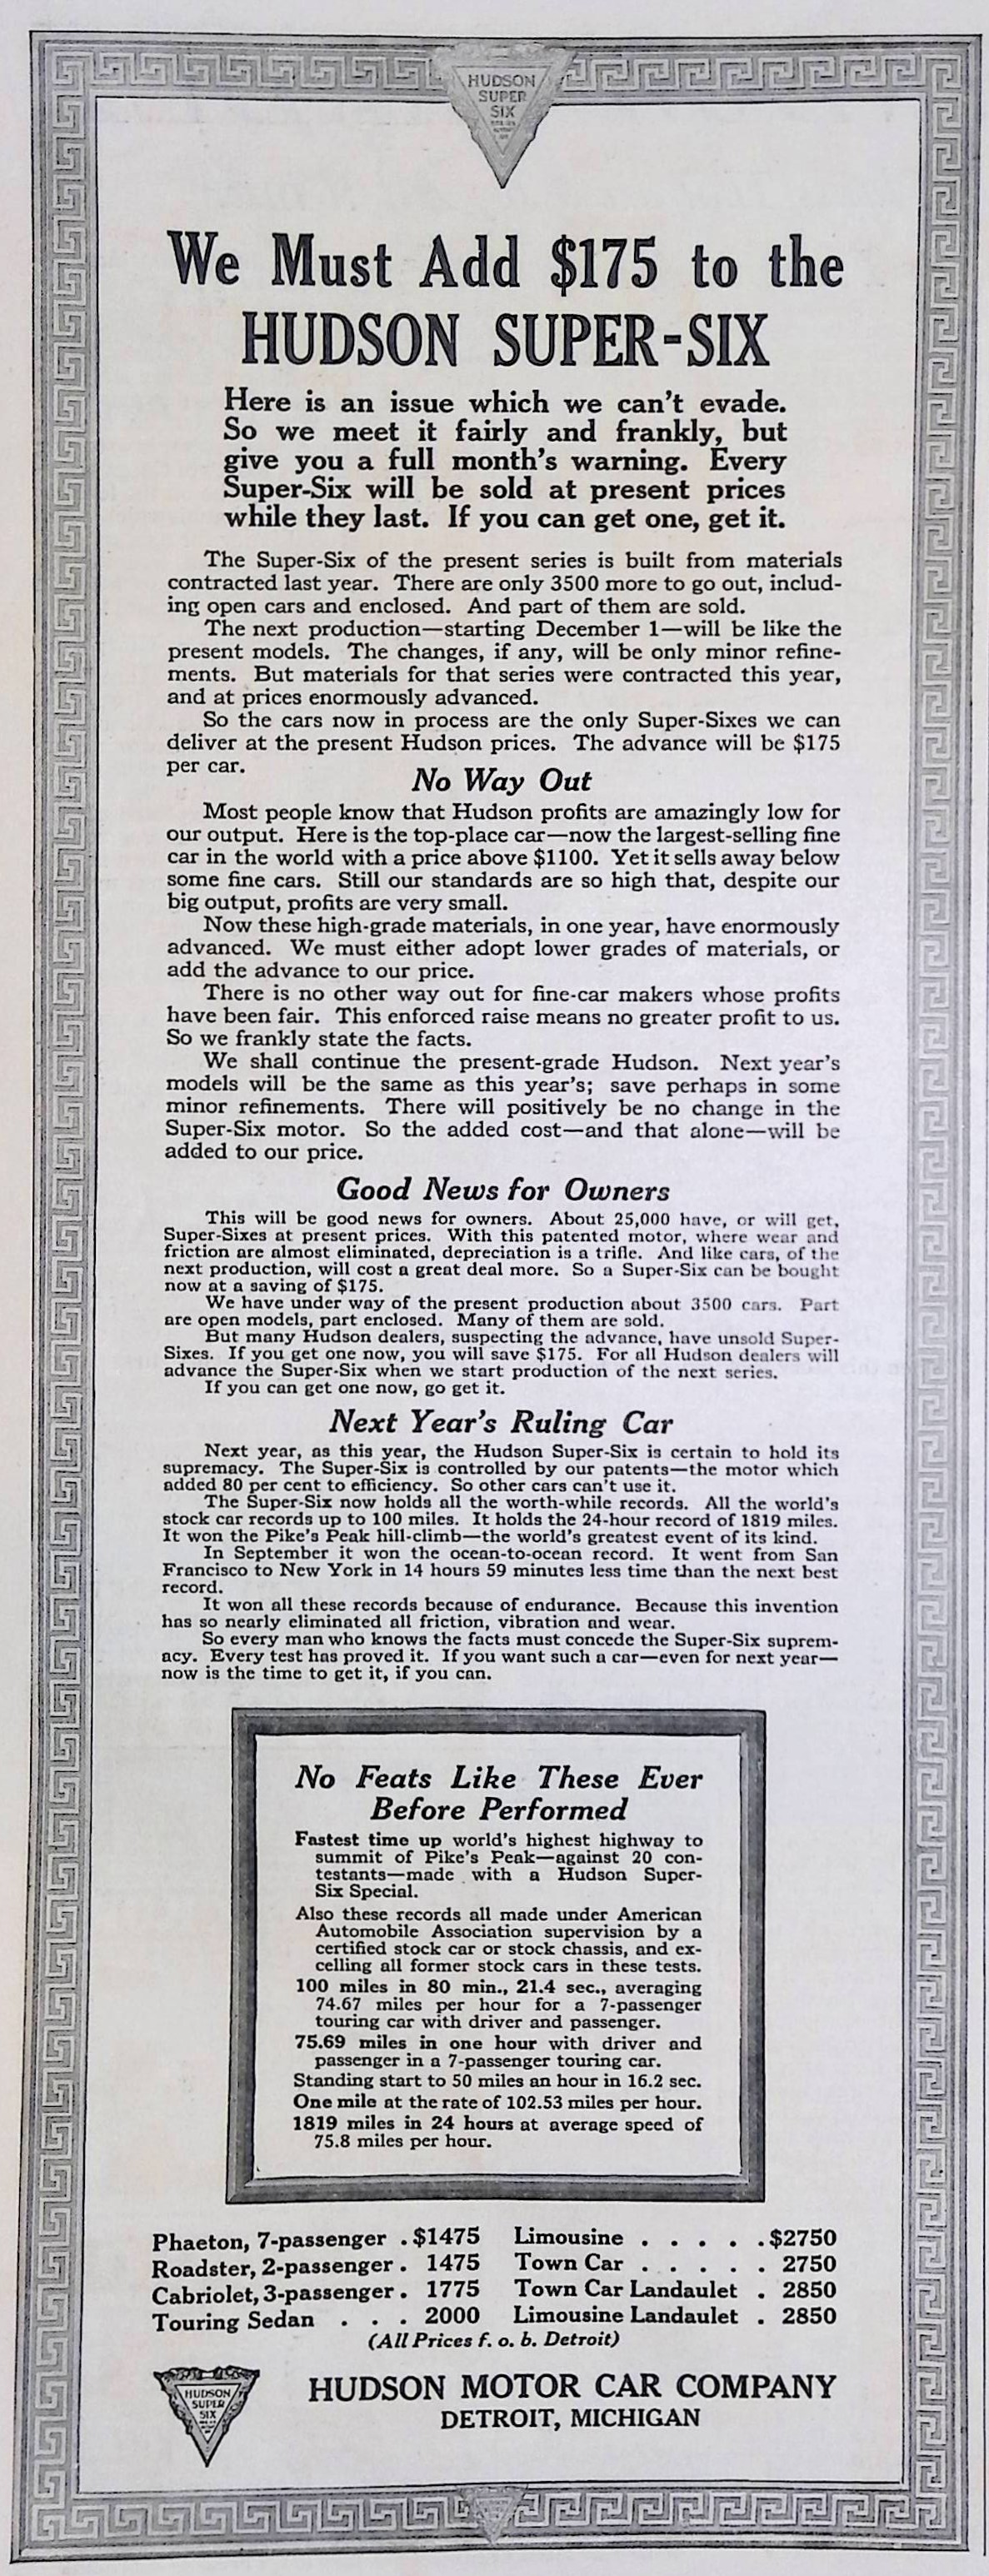 HUDSON
SUPER
SIX
We Must Add $175 to the
HUDSON SUPER-SIX
Here is an issue which we can't evade.
So we meet it fairly and frankly, but
give you a full month's warning. Every
Super-Six will be sold at present prices
while they last. If you can get one, get it.
The Super-Six of the present series is built from materials
contracted last year. There are only 3500 more to go out, includ-
ing open cars and enclosed. And part of them are sold.
The next production—starting December 1—will be like the
present models. The changes, if any, will be only minor refine-
ments. But materials for that series were contracted this year,
and at prices enormously advanced.
So the cars now in process are the only Super-Sixes we can
deliver at the present Hudson prices. The advance will be $175
per car.
No Way Out
Most people know that Hudson profits are amazingly low for
our output. Here is the top-place car—now the largest-selling fine
car in the world with a price above $1100. Yet it sells away below
some fine cars. Still our standards are so high that, despite our
big output, profits are very small.
Now these high-grade materials, in one year, have enormously
advanced. We must either adopt lower grades of materials, or
add the advance to our price.
There is no other way out for fine-car makers whose profits
have been fair. This enforced raise means no greater profit to us.
So we frankly state the facts.
We shall continue the present-grade Hudson. Next year's
models will be the same as this year's; save perhaps in some
minor refinements. There will positively be no change in the
Super-Six motor. So the added cost—and that alone—will be
added to our price.
Good News for Owners
This will be good news for owners. About 25,000 have, or will get,
Super-Sixes at present prices. With this patented motor, where wear and
friction are almost eliminated, depreciation is a trifle. And like cars, of the
next production, will cost a great deal more. So a Super-Six can be bought
now at a saving of $175.
We have under way of the present production about 3500 cars. Part
are open models, part enclosed. Many of them are sold.
But many Hudson dealers, suspecting the advance, have unsold Super-
Sixes. If you get one now, you will save $175. For all Hudson dealers will
advance the Super-Six when we start production of the next series.
If you can get one now, go get it.
Next Year's Ruling Car
Next year, as this year, the Hudson Super-Six is certain to hold its
supremacy. The Super-Six is controlled by our patents—the motor which
added 80 per cent to efficiency. So other cars can't use it.
The Super-Six now holds all the worth-while records. All the world's
stock car records up to 100 miles. It holds the 24-hour record of 1819 miles.
It won the Pike's Peak hill-climb—the world's greatest event of its kind.
In September it won the ocean-to-ocean record. It went from San
Francisco to New York in 14 hours 59 minutes less time than the next best
record.
It won all these records because of endurance. Because this invention
has so nearly eliminated all friction, vibration and wear.
So every man who knows the facts must concede the Super-Six suprem-
acy. Every test has proved it. If you want such a car—even for next year—
now is the time to get it, if you can.
No Feats Like These Ever
Before Performed
Fastest time up world's highest highway to
summit of Pike's Peak—against 20 con-
testants—made with a Hudson Super-
Six Special.
Also these records all made under American
Automobile Association supervision by a
certified stock car or stock chassis, and ex-
celling all former stock cars in these tests.
100 miles in 80 min., 21.4 sec., averaging
74.67 miles per hour for a 7-passenger
touring car with driver and passenger.
75.69 miles in one hour with driver and
passenger in a 7-passenger touring car.
Standing start to 50 miles an hour in 16.2 sec.
One mile at the rate of 102.53 miles per hour.
1819 miles in 24 hours at average speed of
75.8 miles per hour.
Phaeton, 7-passenger . $1475 Limousine . . . . . $2750
Roadster, 2-passenger . 1475 Town Car . . . . . 2750
Cabriolet, 3-passenger . 1775 Town Car Landaulet . 2850
Touring Sedan . . . 2000 Limousine Landaulet . 2850
(All Prices f. o. b. Detroit)
HUDSON
SUPER
SIX
HUDSON MOTOR CAR COMPANY
DETROIT, MICHIGAN